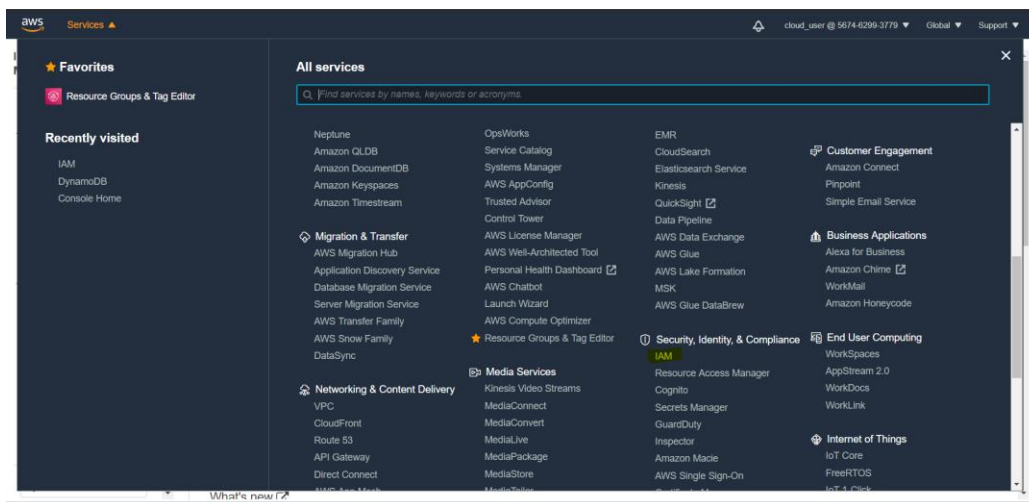 aws
Services ▲
cloud_user @ 5674-6299-3779 ▼
Global ▼
Support ▼
Favorites
Resource Groups & Tag Editor
Recently visited
IAM
DynamoDB
Console Home
All services
Find services by names, keywords or acronyms.
Neptune
Amazon QLDB
Amazon DocumentDB
Amazon Keyspaces
Amazon Timestream
Migration & Transfer
AWS Migration Hub
Application Discovery Service
Database Migration Service
Server Migration Service
AWS Transfer Family
AWS Snow Family
DataSync
Networking & Content Delivery
VPC
CloudFront
Route 53
API Gateway
Direct Connect
AWS App Mesh
OpsWorks
Service Catalog
Systems Manager
AWS AppConfig
Trusted Advisor
Control Tower
AWS License Manager
AWS Well-Architected Tool
Personal Health Dashboard
AWS Chatbot
Launch Wizard
AWS Compute Optimizer
Resource Groups & Tag Editor
Media Services
Kinesis Video Streams
MediaConnect
MediaConvert
MediaLive
MediaPackage
MediaStore
MediaTailor
EMR
CloudSearch
Elasticsearch Service
Kinesis
QuickSight
Data Pipeline
AWS Data Exchange
AWS Glue
AWS Lake Formation
MSK
AWS Glue DataBrew
Security, Identity, & Compliance
IAM
Resource Access Manager
Cognito
Secrets Manager
GuardDuty
Inspector
Amazon Macie
AWS Single Sign-On
Customer Engagement
Amazon Connect
Pinpoint
Simple Email Service
Business Applications
Alexa for Business
Amazon Chime
WorkMail
Amazon Honeycode
End User Computing
WorkSpaces
AppStream 2.0
WorkDocs
WorkLink
Internet of Things
IoT Core
FreeRTOS
IoT 1-Click
What's new